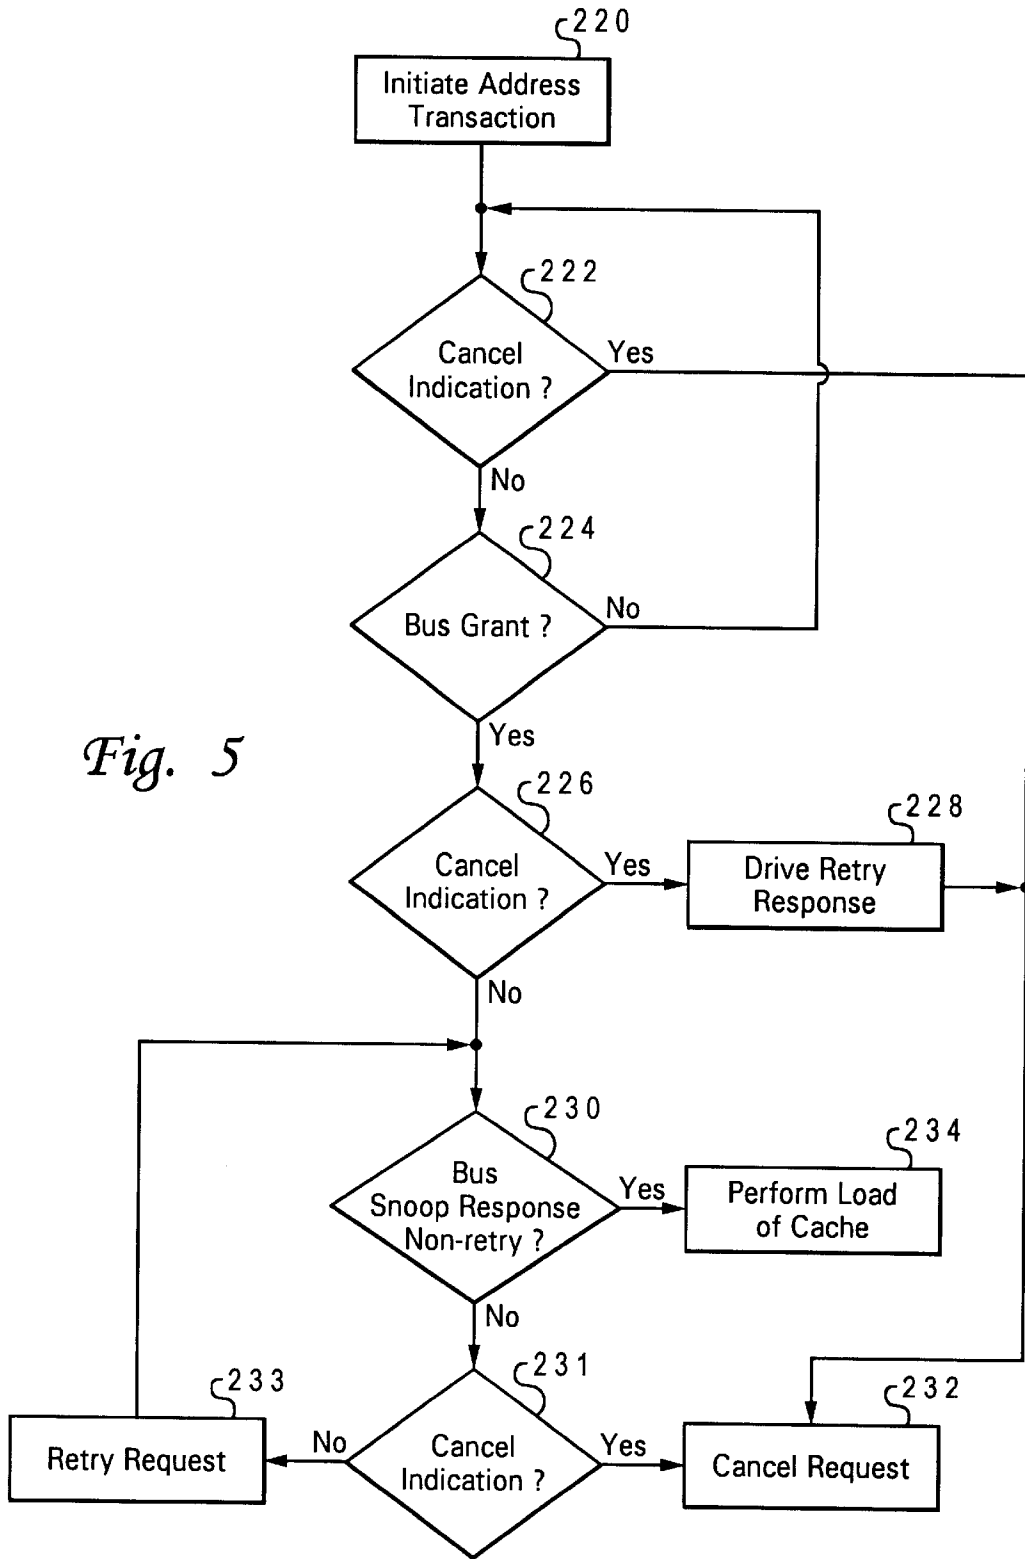 220
Initiate Address
Transaction
222
Cancel
Indication ?
Yes
No
224
Bus Grant ?
No
Yes
Fig. 5
226
Cancel
Indication ?
Yes
228
Drive Retry
Response
No
230
Bus
Snoop Response
Non-retry ?
Yes
234
Perform Load
of Cache
No
231
Cancel
Indication ?
No
233
Retry Request
Yes
232
Cancel Request